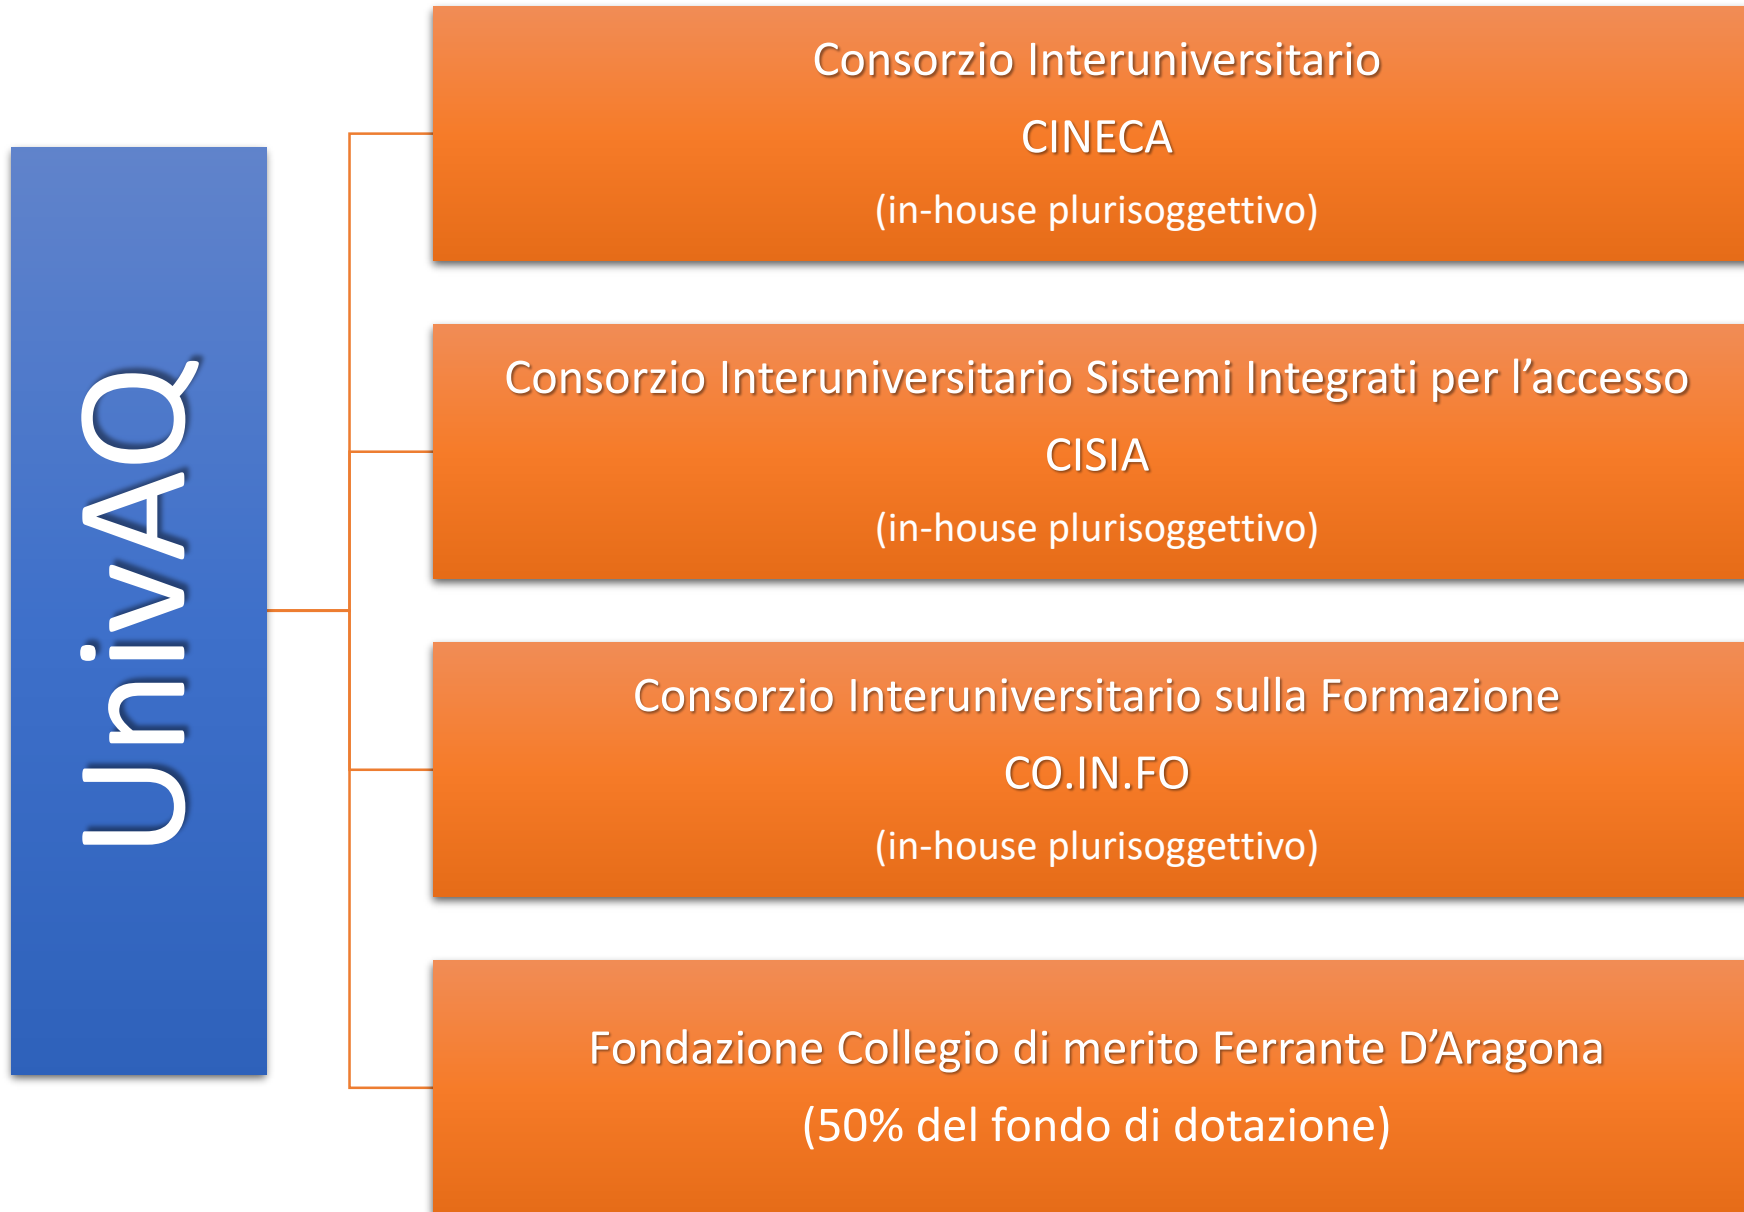 UnivAQ
Consorzio Interuniversitario
CINECA
(in-house plurisoggettivo)
Consorzio Interuniversitario Sistemi Integrati per l’accesso
CISIA
(in-house plurisoggettivo)
Consorzio Interuniversitario sulla Formazione
CO.IN.FO
(in-house plurisoggettivo)
Fondazione Collegio di merito Ferrante D’Aragona
(50% del fondo di dotazione)